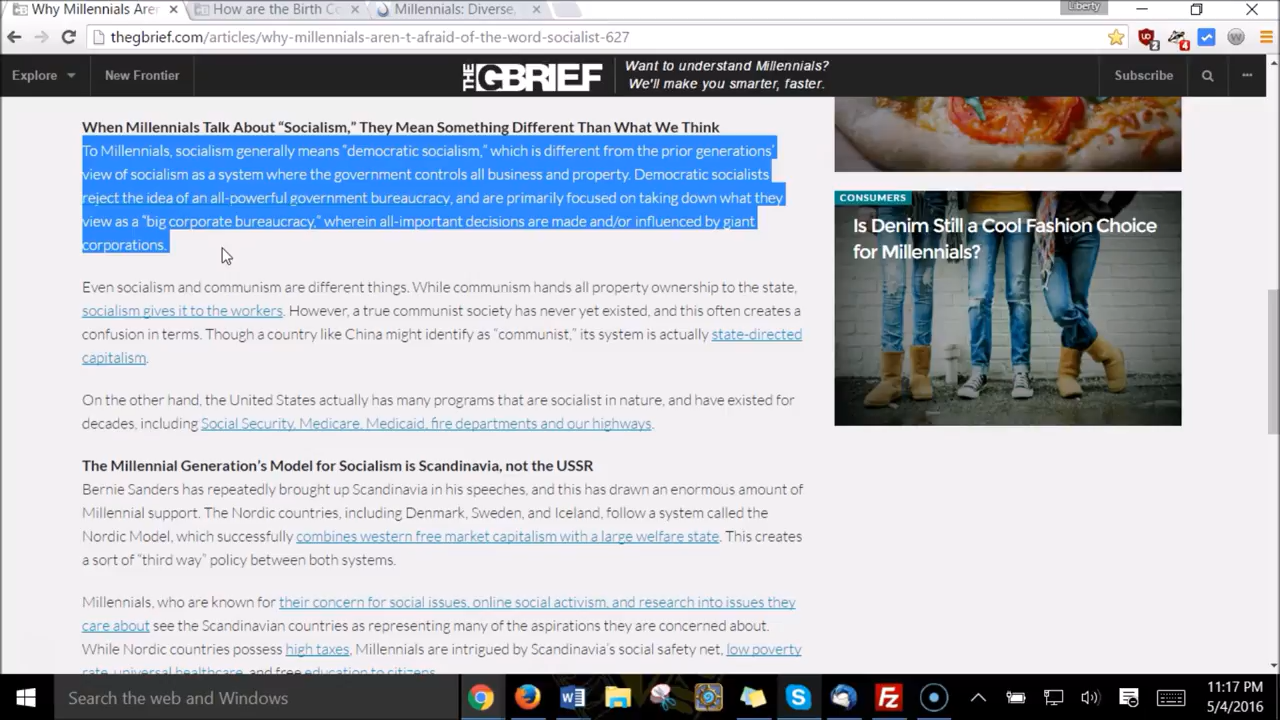 Why Millennials Aren
How are the Birth Co
Millennials: Diverse,
Liberty
thegbrief.com/articles/why-millennials-aren-t-afraid-of-the-word-socialist-627
2
4
Explore
New Frontier
THE GBRIEF
Want to understand Millennials?
We'll make you smarter, faster.
Subscribe
When Millennials Talk About “Socialism,” They Mean Something Different Than What We Think
To Millennials, socialism generally means “democratic socialism,” which is different from the prior generations’
view of socialism as a system where the government controls all business and property. Democratic socialists
reject the idea of an all-powerful government bureaucracy, and are primarily focused on taking down what they
view as a “big corporate bureaucracy,” wherein all-important decisions are made and/or influenced by giant
corporations.
Even socialism and communism are different things. While communism hands all property ownership to the state,
socialism gives it to the workers. However, a true communist society has never yet existed, and this often creates a
confusion in terms. Though a country like China might identify as “communist,” its system is actually state-directed
capitalism.
On the other hand, the United States actually has many programs that are socialist in nature, and have existed for
decades, including Social Security, Medicare, Medicaid, fire departments and our highways.
The Millennial Generation’s Model for Socialism is Scandinavia, not the USSR
Bernie Sanders has repeatedly brought up Scandinavia in his speeches, and this has drawn an enormous amount of
Millennial support. The Nordic countries, including Denmark, Sweden, and Iceland, follow a system called the
Nordic Model, which successfully combines western free market capitalism with a large welfare state. This creates
a sort of “third way” policy between both systems.
Millennials, who are known for their concern for social issues, online social activism, and research into issues they
care about see the Scandinavian countries as representing many of the aspirations they are concerned about.
While Nordic countries possess high taxes, Millennials are intrigued by Scandinavia’s social safety net, low poverty
rate, universal healthcare, and free education to citizens.
CONSUMERS
Is Denim Still a Cool Fashion Choice
for Millennials?
Search the web and Windows
11:17 PM
5/4/2016